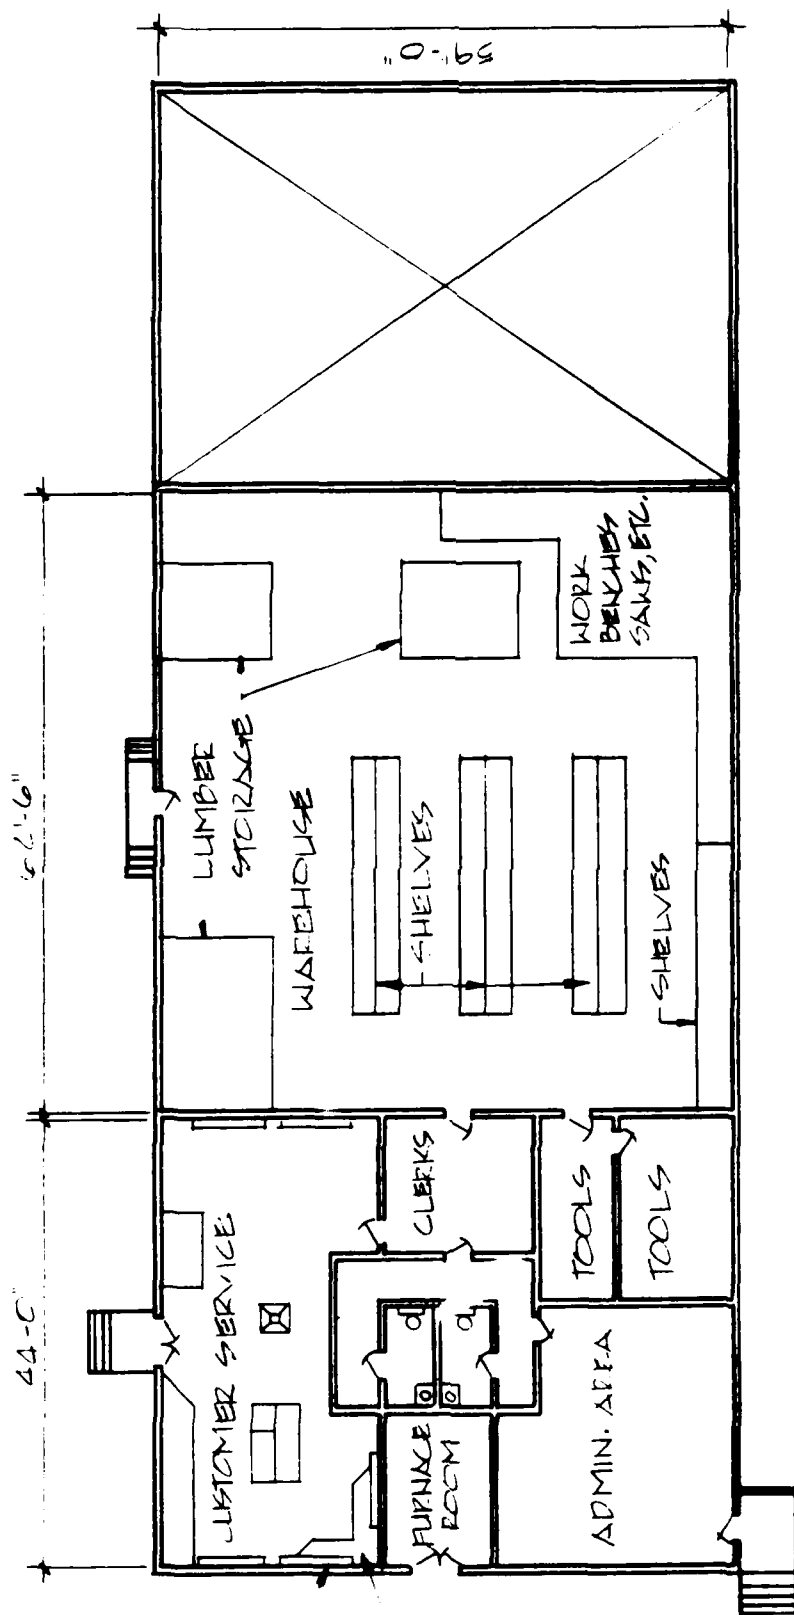 59'-0"
44'-0"
LUMBER
STORAGE
WAREHOUSE
SHELVES
SHELVES
WORK
BENCHES
SAWS, ETC.
CUSTOMER SERVICE
CLERKS
TOOLS
TOOLS
FURNACE
ROOM
ADMIN. AREA